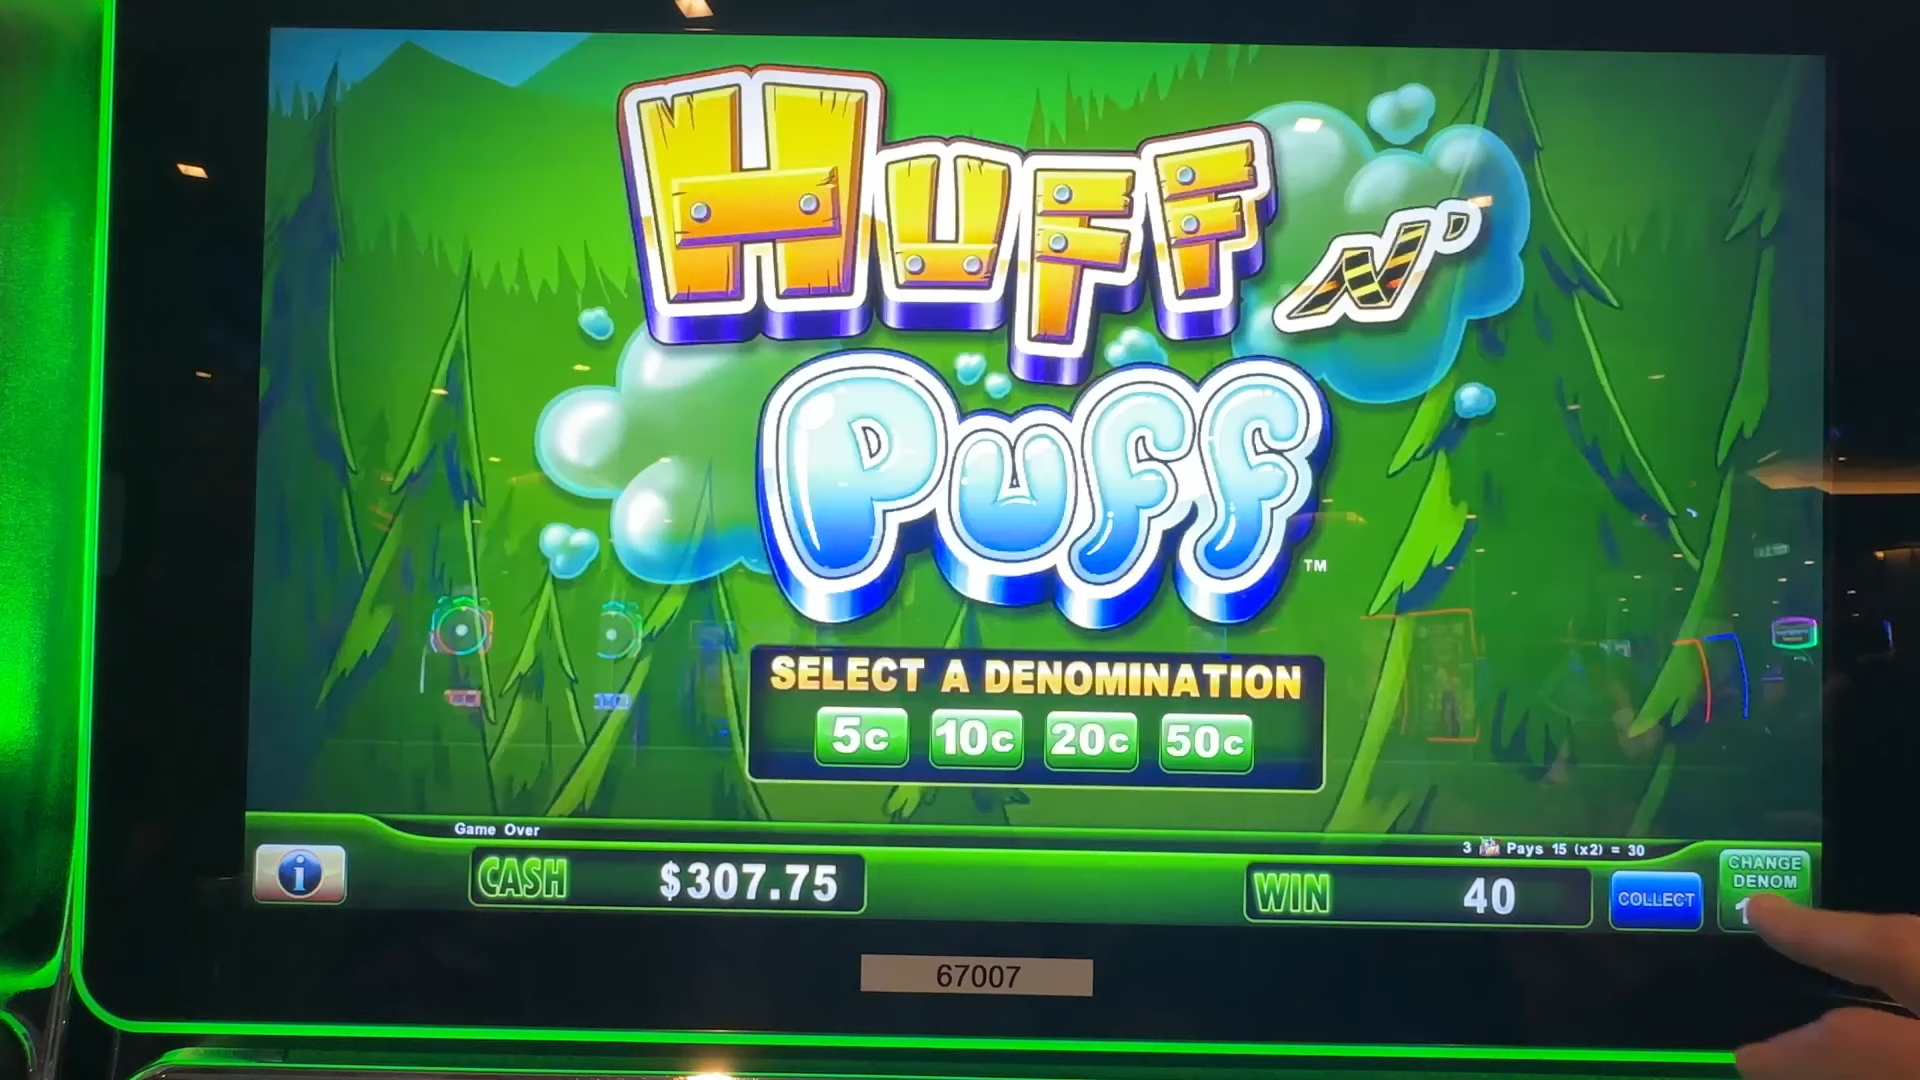 HUFF N'
PUFF
TM
SELECT A DENOMINATION
5c 10c 20c 50c
Game Over
3 Pays 15 (x2) = 30
CASH $307.75
WIN 40
COLLECT
CHANGE
DENOM
67007